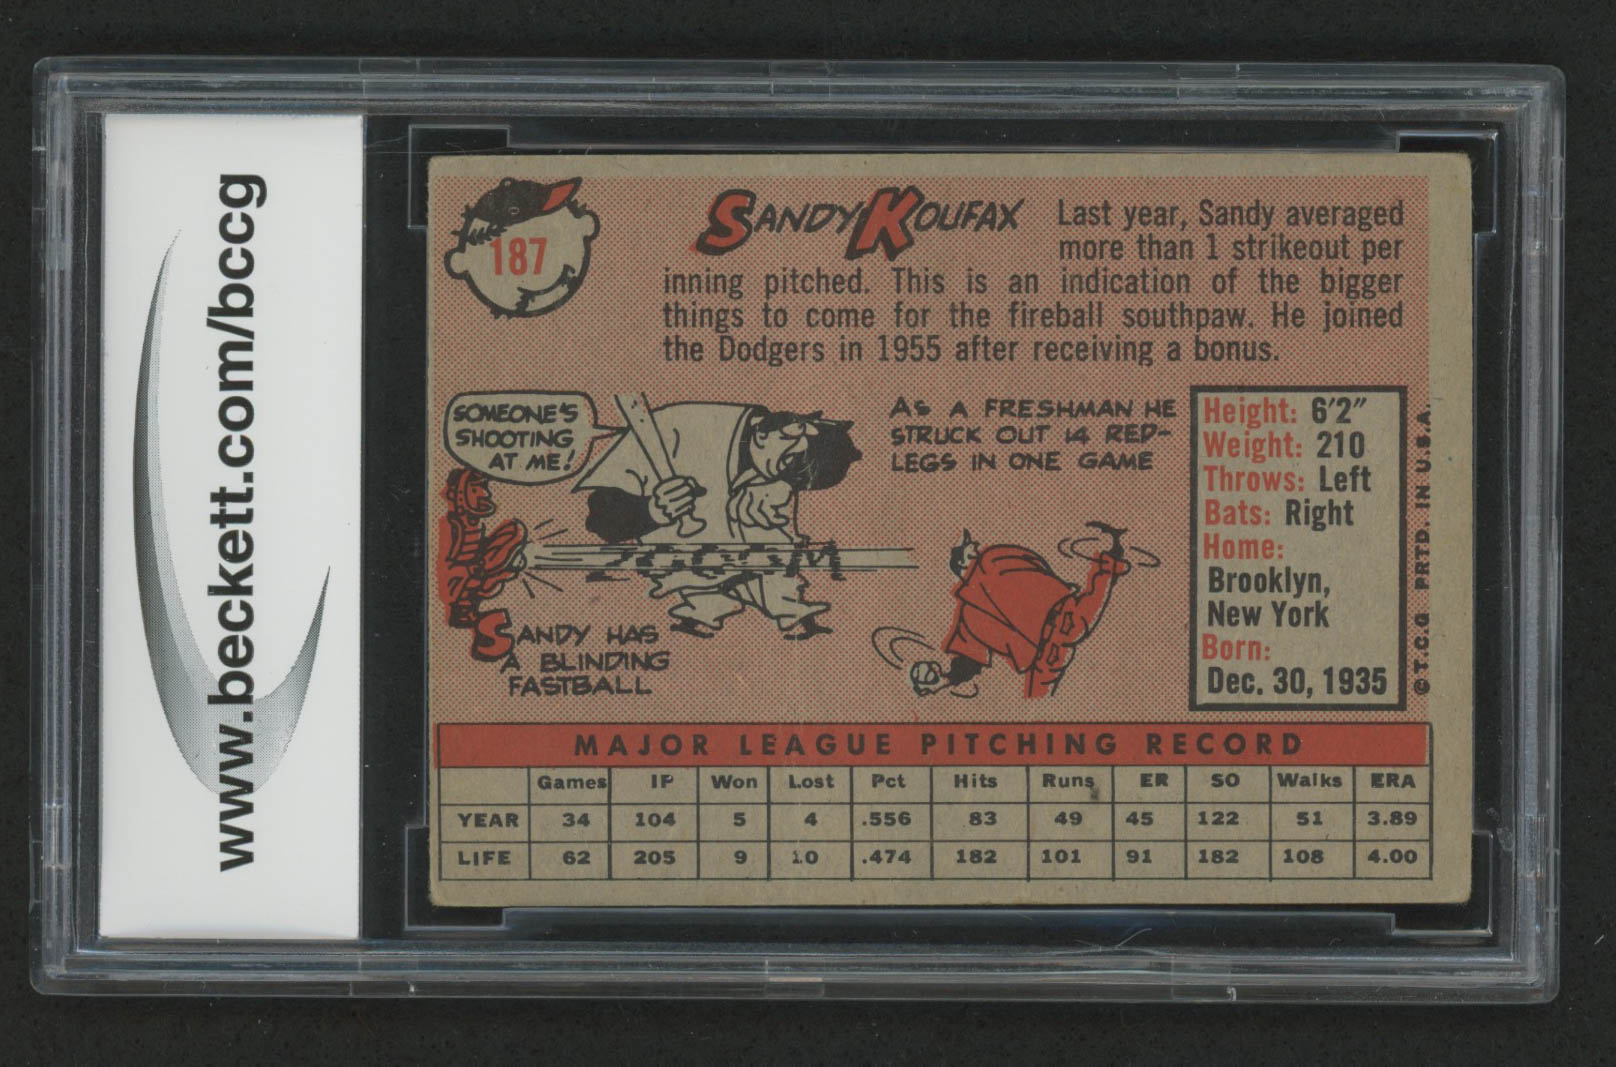 www.beckett.com/bccg
187
SANDY KOUFAX
Last year, Sandy averaged
more than 1 strikeout per
inning pitched. This is an indication of the bigger
things to come for the fireball southpaw. He joined
the Dodgers in 1955 after receiving a bonus.
SOMEONE'S
SHOOTING
AT ME!
AS A FRESHMAN HE
STRUCK OUT 14 RED-
LEGS IN ONE GAME
ZOOOM
SANDY HAS
A BLINDING
FASTBALL
Height: 6'2"
Weight: 210
Throws: Left
Bats: Right
Home:
Brooklyn,
New York
Born:
Dec. 30, 1935
© T.C.G PRTD. IN U.S.A.
MAJOR LEAGUE PITCHING RECORD
Games IP Won Lost Pct Hits Runs ER SO Walks ERA
YEAR 34 104 5 4 .556 83 49 45 122 51 3.89
LIFE 62 205 9 10 .474 182 101 91 182 108 4.00